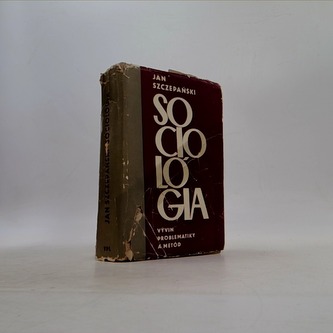 JAN
SZCZEPAŃSKI
SO
CIO
LÓ
GIA
VÝVIN
PROBLEMATIKY
A METÓD
JAN SZCZEPAŃSKI SOCIOLÓGIA